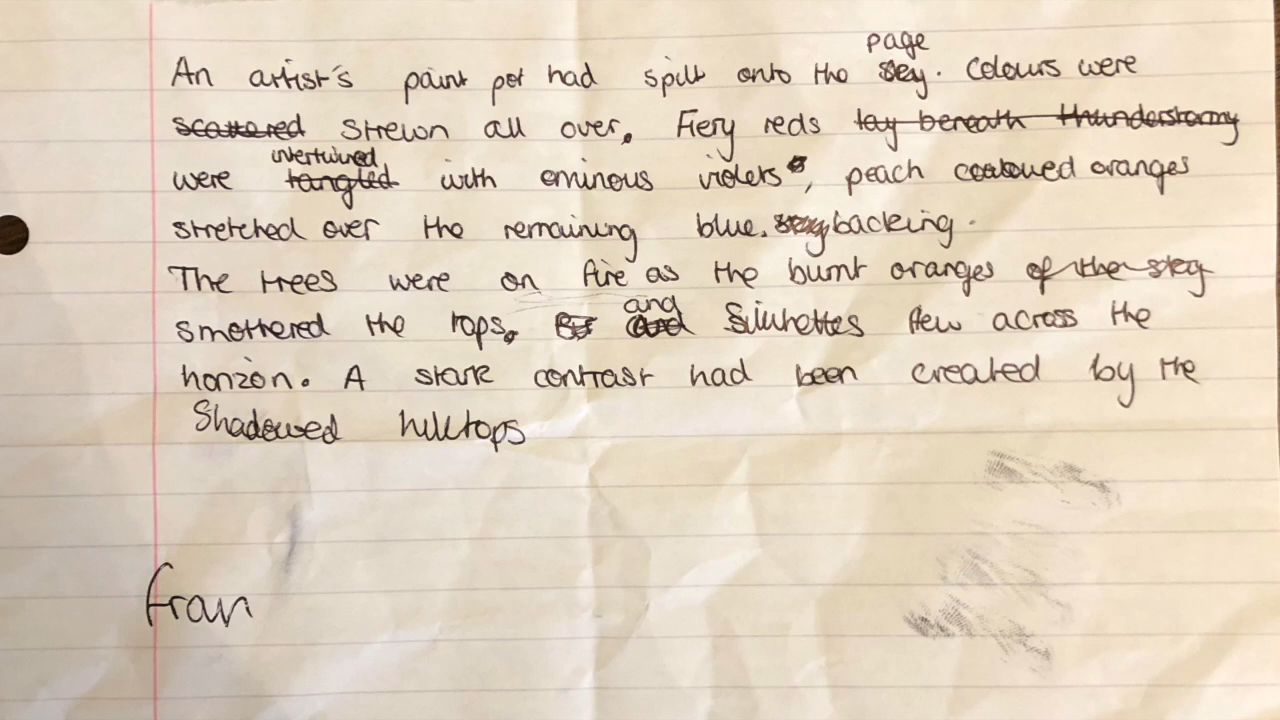 page
An artist's paint pot had spilt onto the sky. Colours were
scattered strewn all over. Fiery reds lay beneath thunderstormy
intertwined
were tangled with ominous violets, peach coloured oranges
stretched over the remaining blue. sky backing.
The trees were on fire as the burnt oranges of the sky
and
smothered the tops. Siluhettes flew across the
horizon. A stark contrast had been created by the
Shadowed hilltops
Fran